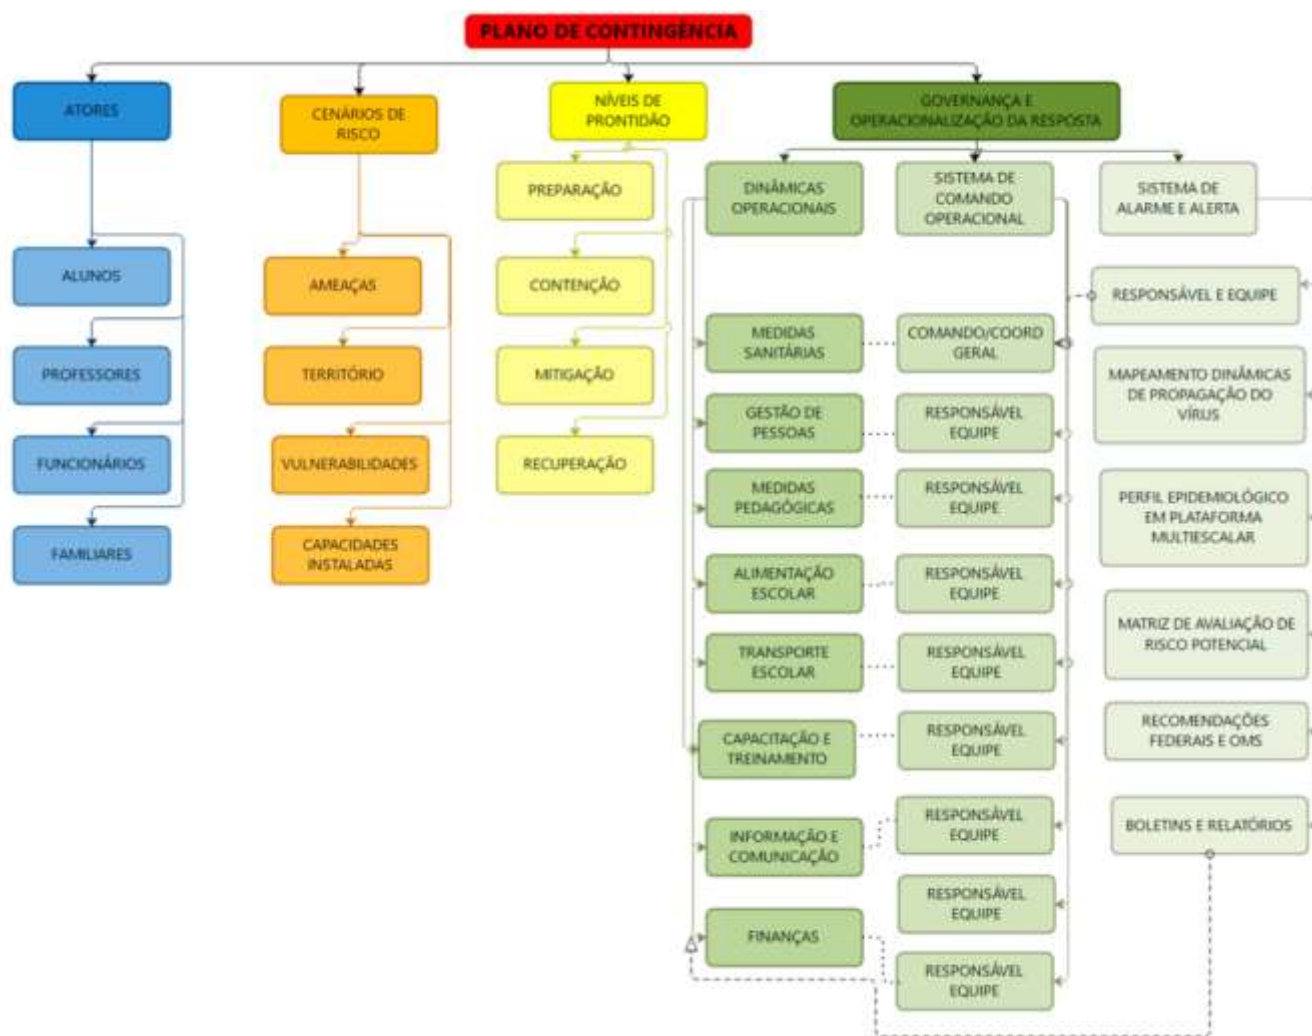 PLANO DE CONTINGÊNCIA
ATORES
ALUNOS
PROFESSORES
FUNCIONÁRIOS
FAMILIARES
CENÁRIOS DE
RISCO
AMEAÇAS
TERRITÓRIO
VULNERABILIDADES
CAPACIDADES
INSTALADAS
NÍVEIS DE
PRONTIDÃO
PREPARAÇÃO
CONTENÇÃO
MITIGAÇÃO
RECUPERAÇÃO
GOVERNANÇA E
OPERACIONALIZAÇÃO DA RESPOSTA
DINÂMICAS
OPERACIONAIS
MEDIDAS
SANITÁRIAS
GESTÃO DE
PESSOAS
MEDIDAS
PEDAGÓGICAS
ALIMENTAÇÃO
ESCOLAR
TRANSPORTE
ESCOLAR
CAPACITAÇÃO E
TREINAMENTO
INFORMAÇÃO E
COMUNICAÇÃO
FINANÇAS
SISTEMA DE
COMANDO
OPERACIONAL
COMANDO/COORD
GERAL
RESPONSÁVEL
EQUIPE
RESPONSÁVEL
EQUIPE
RESPONSÁVEL
EQUIPE
RESPONSÁVEL
EQUIPE
RESPONSÁVEL
EQUIPE
RESPONSÁVEL
EQUIPE
RESPONSÁVEL
EQUIPE
RESPONSÁVEL
EQUIPE
SISTEMA DE
ALARME E ALERTA
RESPONSÁVEL E EQUIPE
MAPEAMENTO DINÂMICAS
DE PROPAGAÇÃO DO
VÍRUS
PERFIL EPIDEMIOLÓGICO
EM PLATAFORMA
MULTIESCALAR
MATRIZ DE AVALIAÇÃO DE
RISCO POTENCIAL
RECOMENDAÇÕES
FEDERAIS E OMS
BOLETINS E RELATÓRIOS